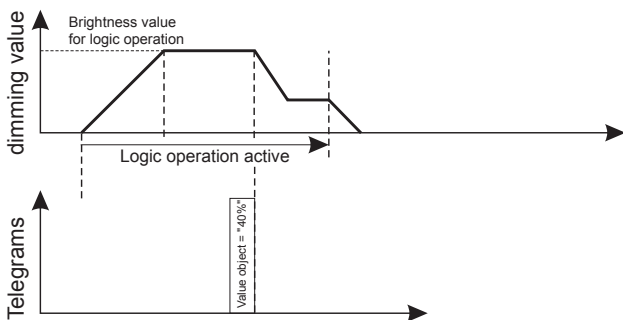 Brightness value
for logic operation
dimming value
Logic operation active
Telegrams
Value object = "40%"